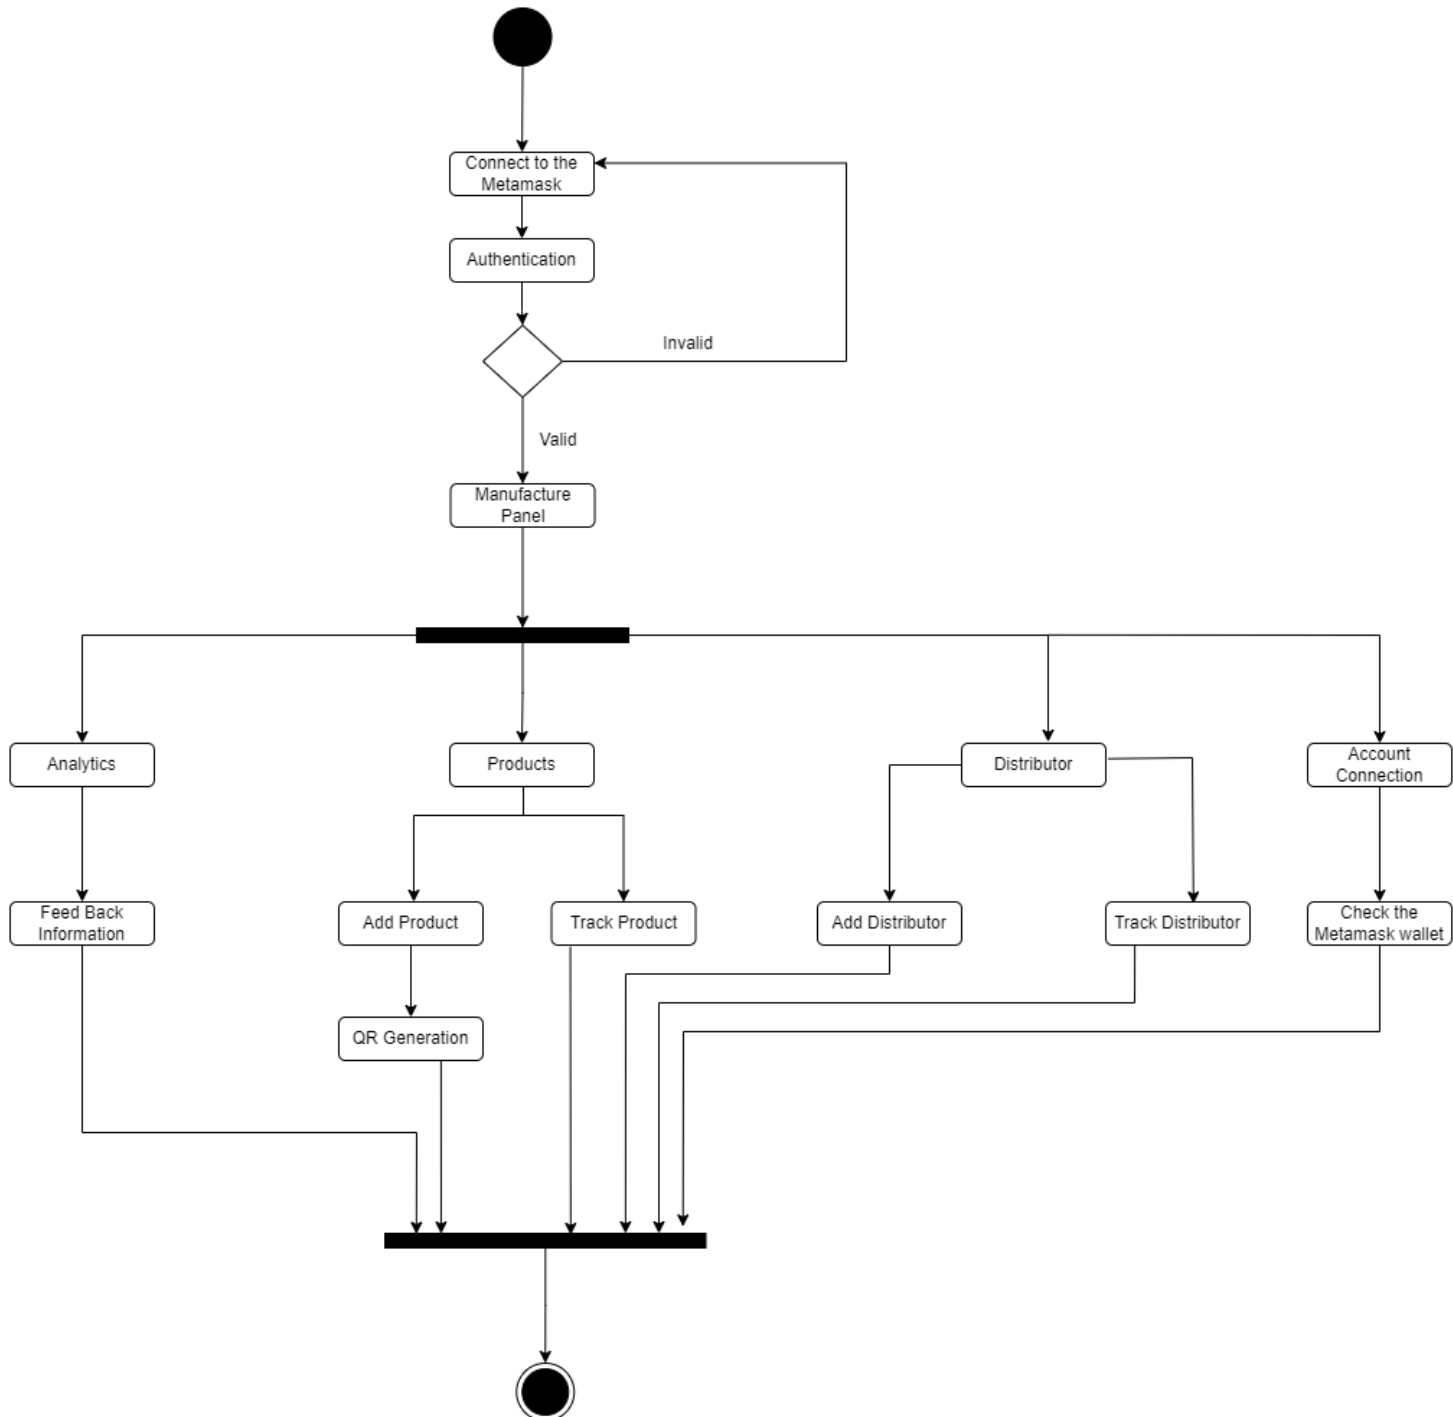 Connect to the
Metamask
Authentication
Invalid
Valid
Manufacture
Panel
Analytics
Products
Distributor
Account
Connection
Feed Back
Information
Add Product
Track Product
Add Distributor
Track Distributor
Check the
Metamask wallet
QR Generation